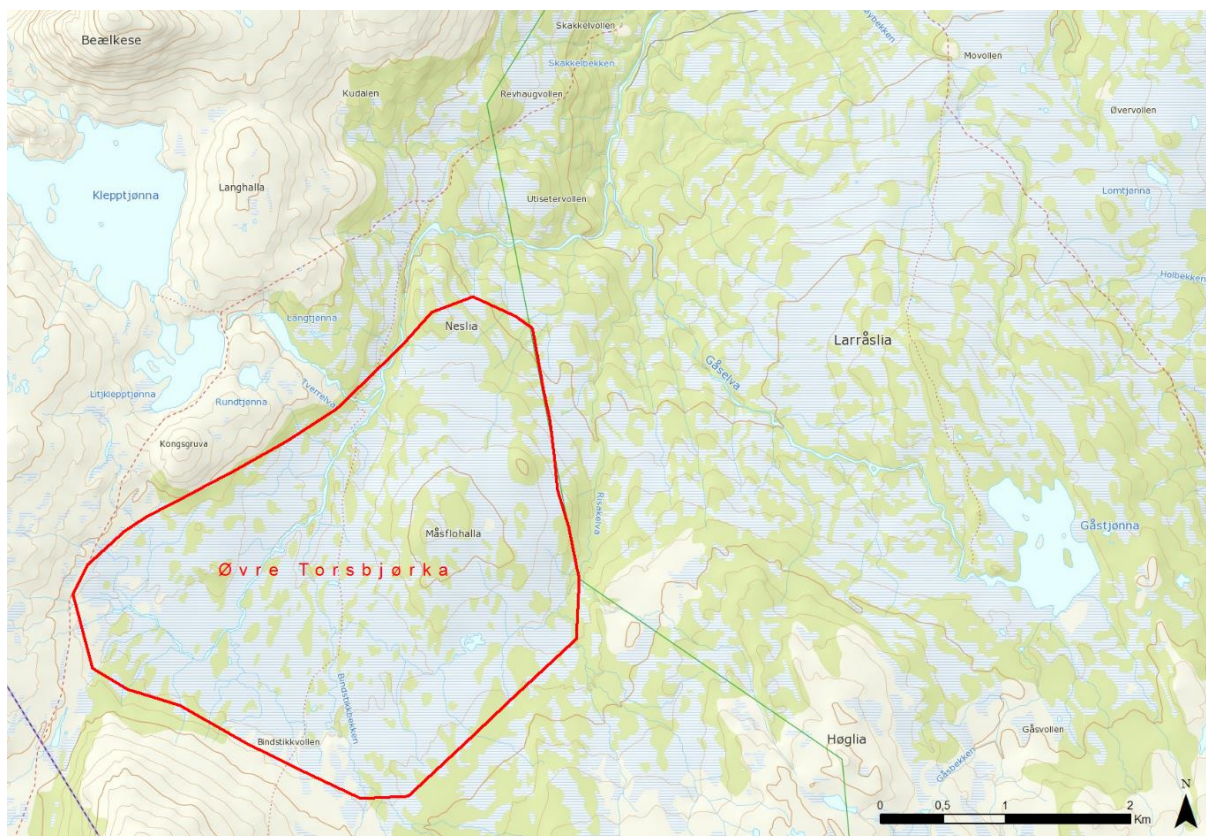 Beælkese
Skakkelvollen
Skakkelbekken
Movollen
Kudalen
Revhaugvollen
Øvervollen
Klepptjønna
Langhalla
Utisetervollen
Lomtjønna
Holbekken
Langtjønna
Neslia
Larråslia
Gåselva
Litjklepptjønna
Rundtjønna
Tverrelva
Kongsgruva
Måsflohalla
Gåstjønna
Øvre Torsbjørka
Bindstikkbekken
Bindstikkvollen
Høglia
Gåsvollen
Gåsbekken
N
0 0,5 1 2
Km